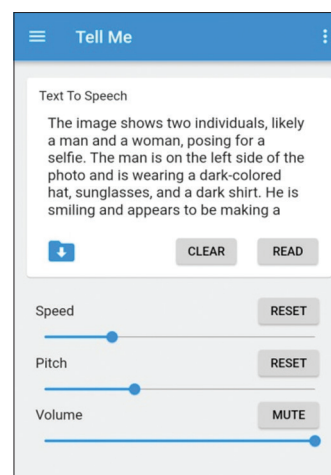 Tell Me
Text To Speech
The image shows two individuals, likely
a man and a woman, posing for a
selfie. The man is on the left side of the
photo and is wearing a dark-colored
hat, sunglasses, and a dark shirt. He is
smiling and appears to be making a
CLEAR READ
Speed RESET
Pitch RESET
Volume MUTE